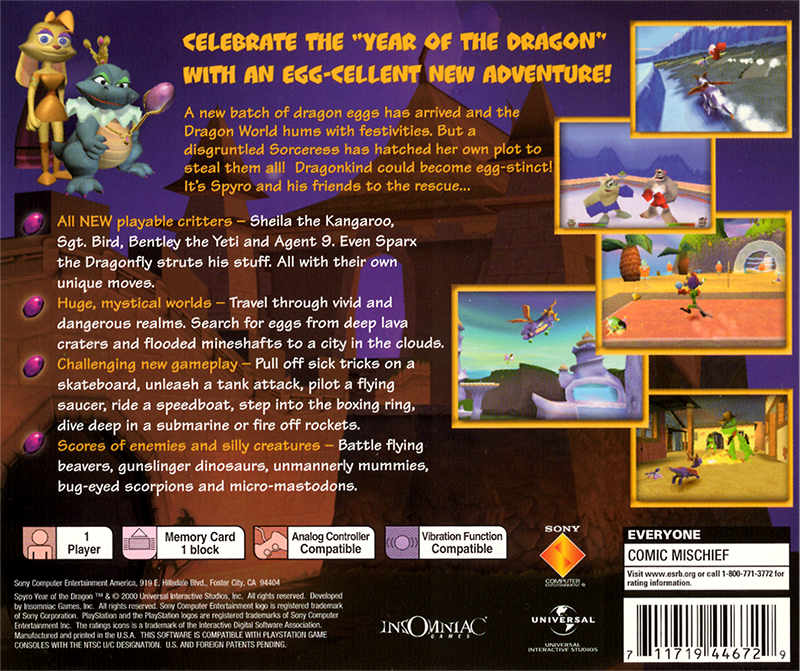 CELEBRATE THE "YEAR OF THE DRAGON"
WITH AN EGG-CELLENT NEW ADVENTURE!
A new batch of dragon eggs has arrived and the
Dragon World hums with festivities. But a
disgruntled Sorceress has hatched her own plot to
steal them all! Dragonkind could become egg-stinct!
It's Spyro and his friends to the rescue...
All NEW playable critters – Sheila the Kangaroo,
Sgt. Bird, Bentley the Yeti and Agent 9. Even Sparx
the Dragonfly struts his stuff. All with their own
unique moves.
Huge, mystical worlds – Travel through vivid and
dangerous realms. Search for eggs from deep lava
craters and flooded mineshafts to a city in the clouds.
Challenging new gameplay – Pull off sick tricks on a
skateboard, unleash a tank attack, pilot a flying
saucer, ride a speedboat, step into the boxing ring,
dive deep in a submarine or fire off rockets.
Scores of enemies and silly creatures – Battle flying
beavers, gunslinger dinosaurs, unmannerly mummies,
bug-eyed scorpions and micro-mastodons.
1
Player
Memory Card
1 block
Analog Controller
Compatible
Vibration Function
Compatible
SONY
COMPUTER
ENTERTAINMENT®
EVERYONE
COMIC MISCHIEF
Visit www.esrb.org or call 1-800-771-3772 for
rating information.
Sony Computer Entertainment America, 919 E. Hillsdale Blvd., Foster City, CA 94404
Spyro Year of the Dragon ™ & © 2000 Universal Interactive Studios, Inc. All rights reserved. Developed
by Insomniac Games, Inc. All rights reserved. Sony Computer Entertainment logo is registered trademark
of Sony Corporation. PlayStation and the PlayStation logos are registered trademarks of Sony Computer
Entertainment Inc. The ratings icon is a trademark of the Interactive Digital Software Association.
Manufactured and printed in the U.S.A. THIS SOFTWARE IS COMPATIBLE WITH PLAYSTATION GAME
CONSOLES WITH THE NTSC U/C DESIGNATION. U.S. AND FOREIGN PATENTS PENDING.
INSOMNIAC
GAMES
UNIVERSAL
UNIVERSAL
INTERACTIVE STUDIOS
7 11719 44672 9